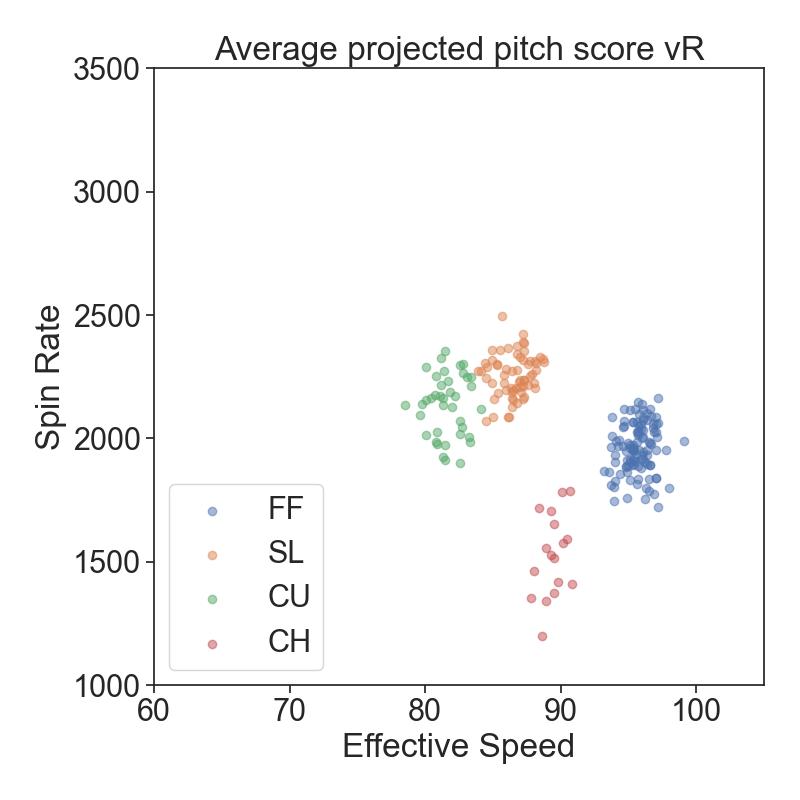 Average projected pitch score vR
3500
3000
2500
2000
1500
1000
Spin Rate
FF
SL
CU
CH
60 70 80 90 100
Effective Speed